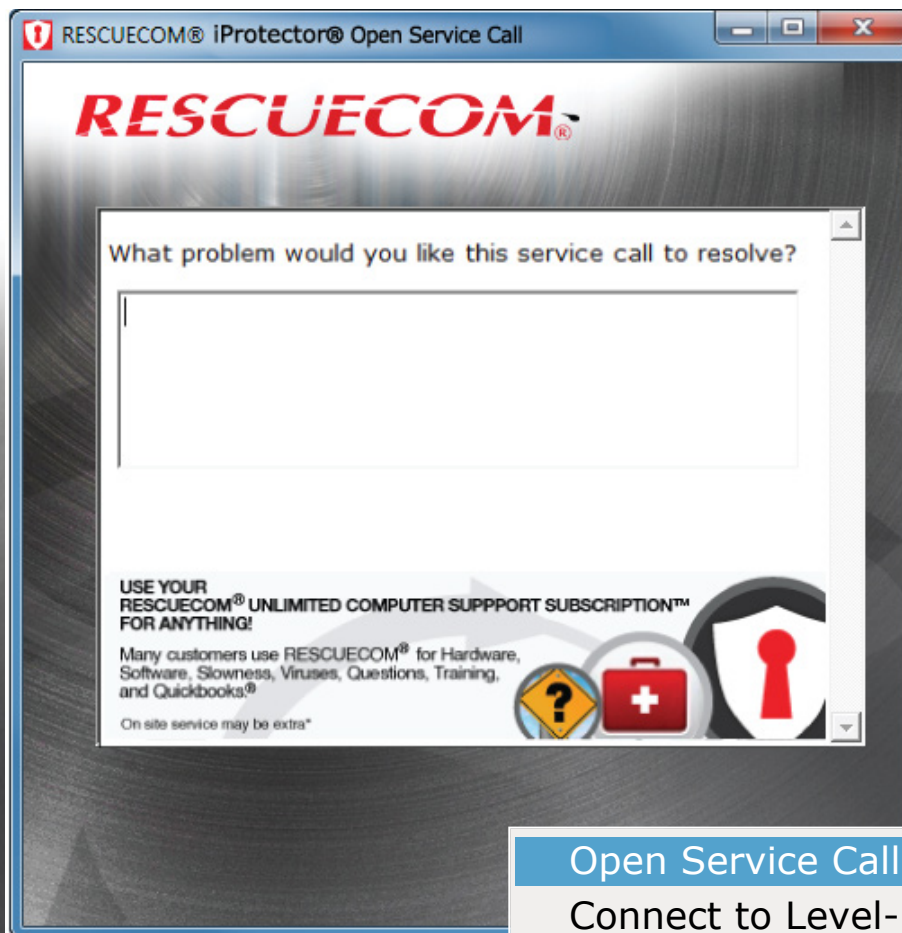 RESCUECOM® iProtector® Open Service Call
RESCUECOM®
What problem would you like this service call to resolve?
USE YOUR
RESCUECOM® UNLIMITED COMPUTER SUPPPORT SUBSCRIPTION™
FOR ANYTHING!
Many customers use RESCUECOM® for Hardware,
Software, Slowness, Viruses, Questions, Training,
and Quickbooks®
On site service may be extra*
?
Open Service Call
Connect to Level-